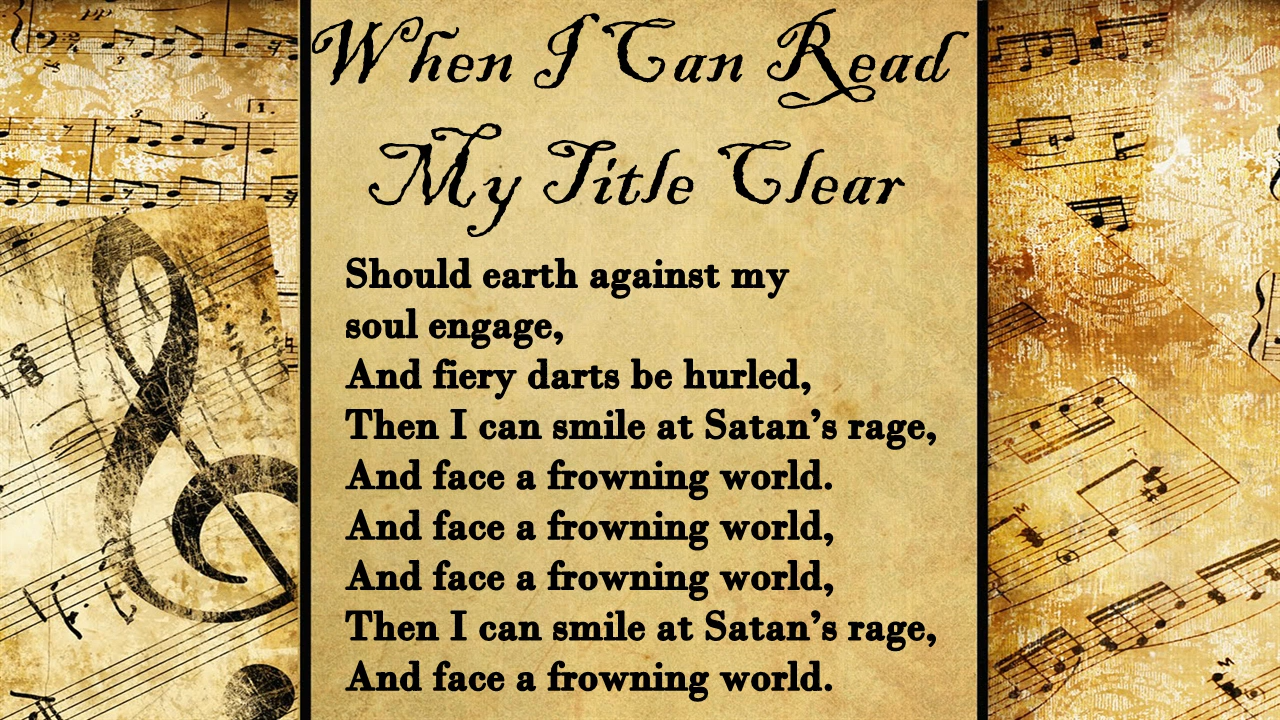 When I Can Read
My Title Clear
Should earth against my
soul engage,
And fiery darts be hurled,
Then I can smile at Satan’s rage,
And face a frowning world.
And face a frowning world,
And face a frowning world,
Then I can smile at Satan’s rage,
And face a frowning world.